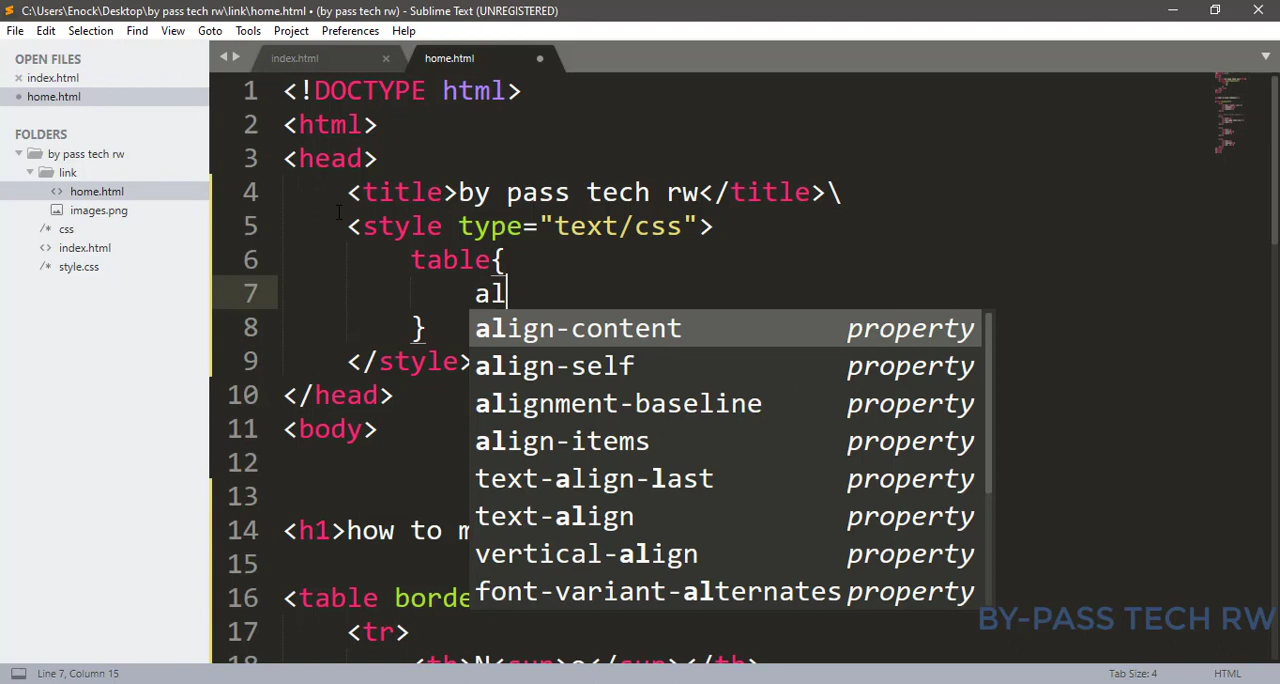 C:\Users\Enock\Desktop\by pass tech rw\link\home.html • (by pass tech rw) - Sublime Text (UNREGISTERED)
File Edit Selection Find View Goto Tools Project Preferences Help
OPEN FILES
index.html
home.html
FOLDERS
by pass tech rw
link
home.html
images.png
css
index.html
style.css
index.html
home.html
1 <!DOCTYPE html>
2 <html>
3 <head>
4 <title>by pass tech rw</title>\
5 <style type="text/css">
6 table{
7 al
8 }
9 </style>
10 </head>
11 <body>
12
13
14 <h1>how to m
15
16 <table borde
17 <tr>
18 <th>N<sup>o</sup></th>
align-content property
align-self property
alignment-baseline property
align-items property
text-align-last property
text-align property
vertical-align property
font-variant-alternates property
BY-PASS TECH RW
Line 7, Column 15
Tab Size: 4
HTML